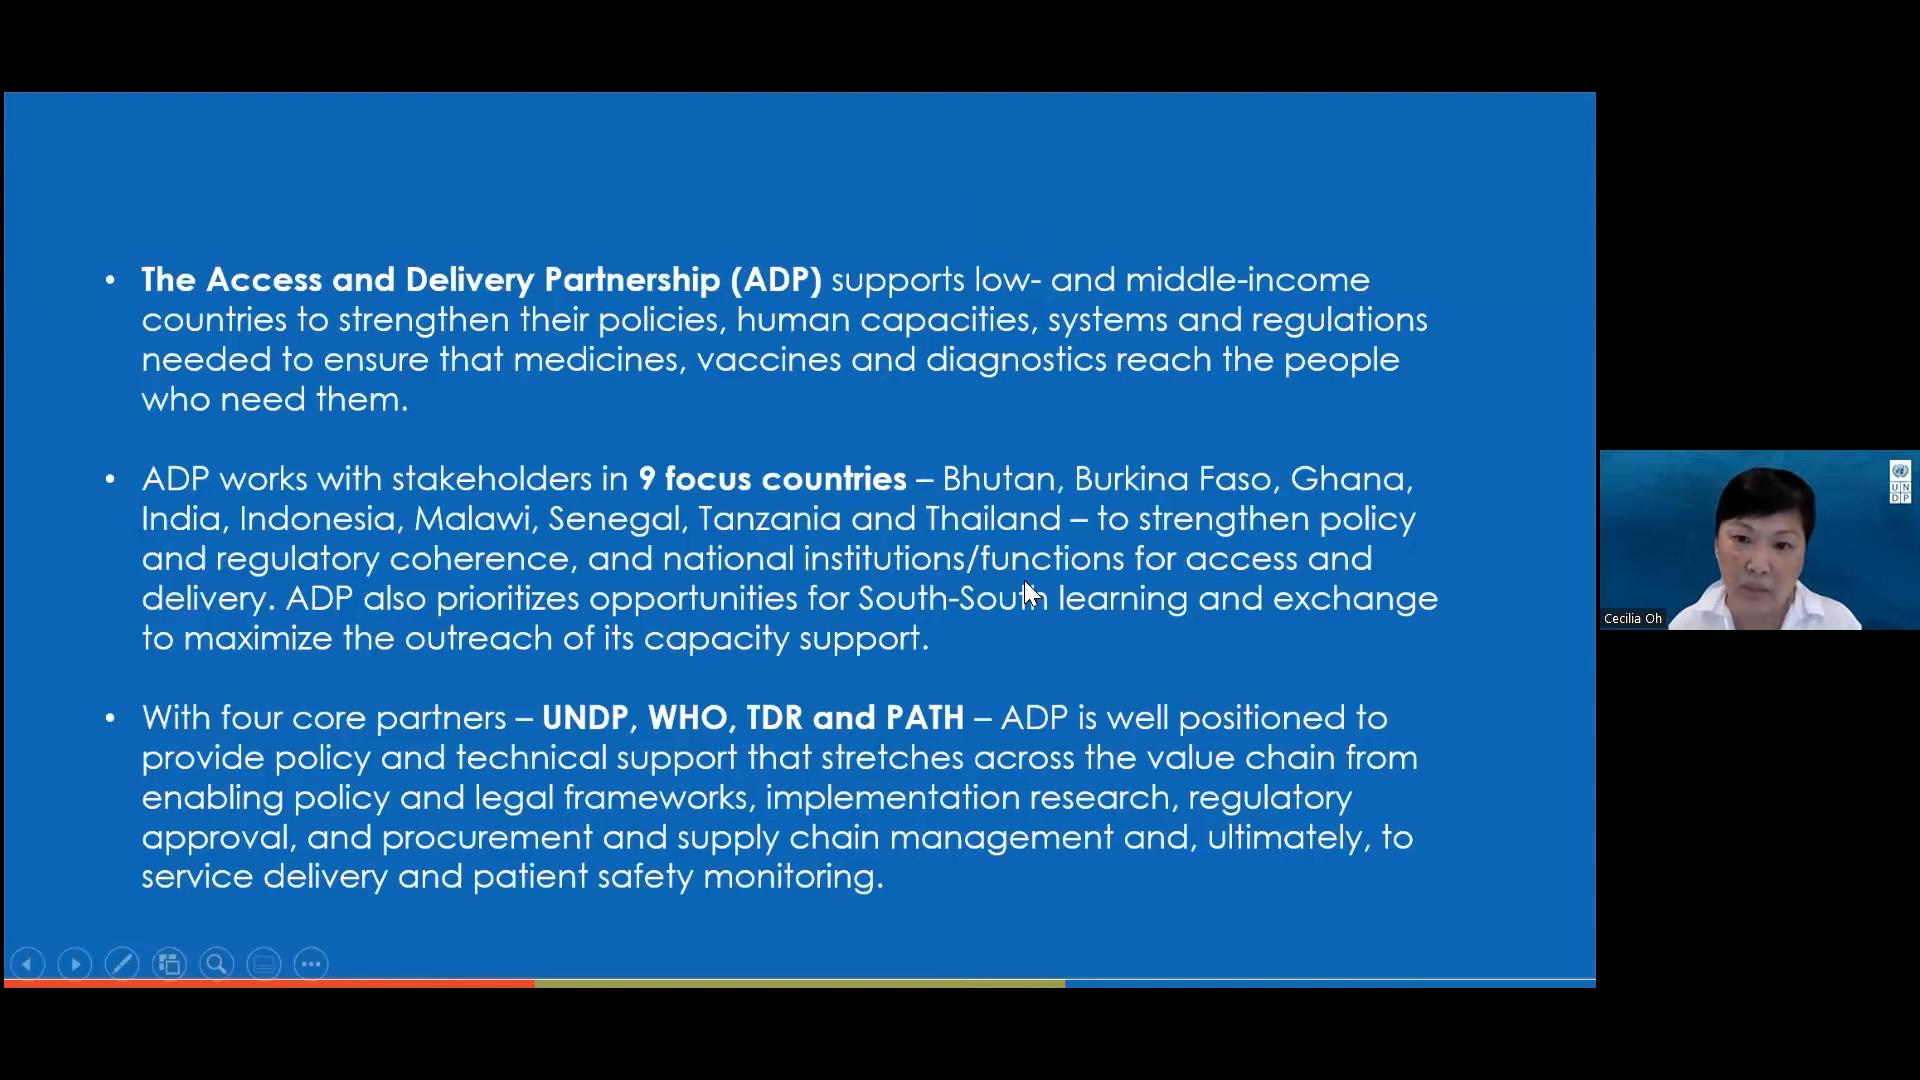 • The Access and Delivery Partnership (ADP) supports low- and middle-income
countries to strengthen their policies, human capacities, systems and regulations
needed to ensure that medicines, vaccines and diagnostics reach the people
who need them.
• ADP works with stakeholders in 9 focus countries – Bhutan, Burkina Faso, Ghana,
India, Indonesia, Malawi, Senegal, Tanzania and Thailand – to strengthen policy
and regulatory coherence, and national institutions/functions for access and
delivery. ADP also prioritizes opportunities for South-South learning and exchange
to maximize the outreach of its capacity support.
• With four core partners – UNDP, WHO, TDR and PATH – ADP is well positioned to
provide policy and technical support that stretches across the value chain from
enabling policy and legal frameworks, implementation research, regulatory
approval, and procurement and supply chain management and, ultimately, to
service delivery and patient safety monitoring.
U N
D P
Cecilia Oh